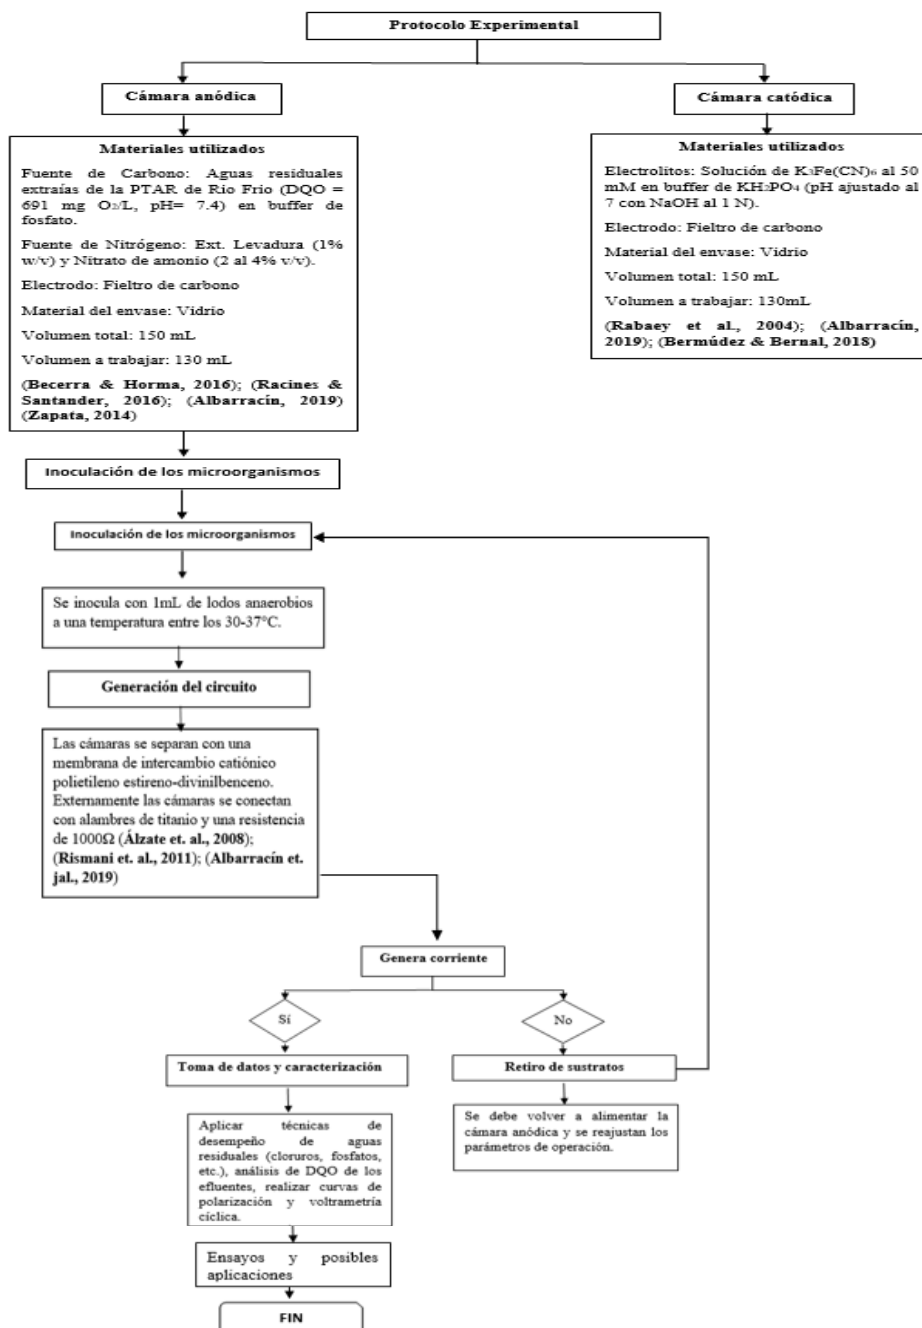 Protocolo Experimental
Cámara anódica
Materiales utilizados
Fuente de Carbono: Aguas residuales
extraías de la PTAR de Rio Frio (DQO =
691 mg O₂/L, pH= 7.4) en buffer de
fosfato.
Fuente de Nitrógeno: Ext. Levadura (1%
w/v) y Nitrato de amonio (2 al 4% v/v).
Electrodo: Fieltro de carbono
Material del envase: Vidrio
Volumen total: 150 mL
Volumen a trabajar: 130 mL
(Becerra & Horma, 2016); (Racines &
Santander, 2016); (Albarracín, 2019)
(Zapata, 2014)
Cámara catódica
Materiales utilizados
Electrolitos: Solución de K₃Fe(CN)₆ al 50
mM en buffer de KH₂PO₄ (pH ajustado al
7 con NaOH al 1 N).
Electrodo: Fieltro de carbono
Material del envase: Vidrio
Volumen total: 150 mL
Volumen a trabajar: 130mL
(Rabaey et al., 2004); (Albarracín,
2019); (Bermúdez & Bernal, 2018)
Inoculación de los microorganismos
Inoculación de los microorganismos
Se inocula con 1mL de lodos anaerobios
a una temperatura entre los 30-37°C.
Generación del circuito
Las cámaras se separan con una
membrana de intercambio catiónico
polietileno estireno-divinilbenceno.
Externamente las cámaras se conectan
con alambres de titanio y una resistencia
de 1000Ω (Álzate et. al., 2008);
(Rismani et. al., 2011); (Albarracín et.
jal., 2019)
Genera corriente
Sí
No
Toma de datos y caracterización
Aplicar técnicas de
desempeño de aguas
residuales (cloruros, fosfatos,
etc.), análisis de DQO de los
efluentes, realizar curvas de
polarización y voltrametría
cíclica.
Retiro de sustratos
Se debe volver a alimentar la
cámara anódica y se reajustan los
parámetros de operación.
Ensayos y posibles
aplicaciones
FIN